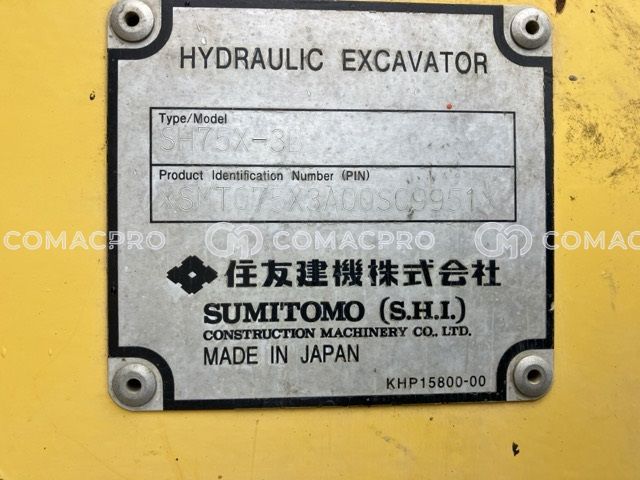 HYDRAULIC EXCAVATOR
Type/Model
SH75X-3B
Product Identification Number (PIN)
COMACPRO COMACPRO COMACPRO
住友建機株式会社
SUMITOMO (S.H.I.)
CONSTRUCTION MACHINERY CO., LTD.
MADE IN JAPAN
KHP15800-00